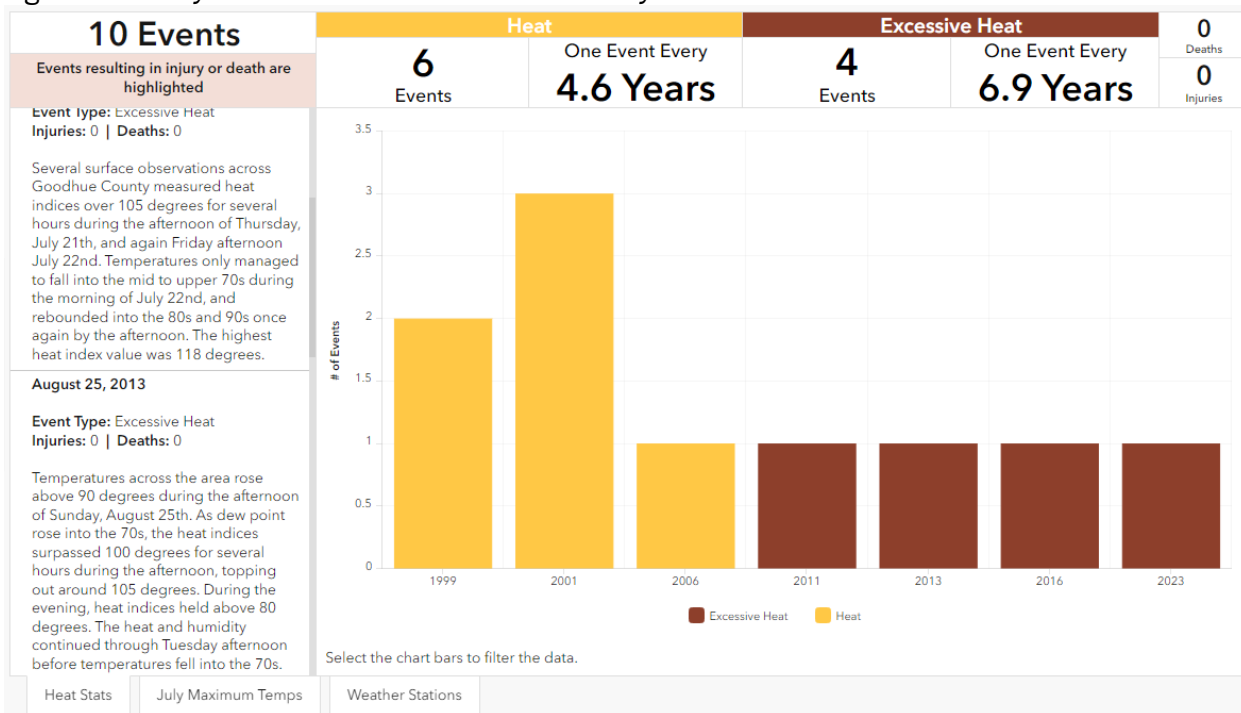 10 Events
Events resulting in injury or death are
highlighted
Event Type: Excessive Heat
Injuries: 0 | Deaths: 0
Several surface observations across
Goodhue County measured heat
indices over 105 degrees for several
hours during the afternoon of Thursday,
July 21th, and again Friday afternoon
July 22nd. Temperatures only managed
to fall into the mid to upper 70s during
the morning of July 22nd, and
rebounded into the 80s and 90s once
again by the afternoon. The highest
heat index value was 118 degrees.
August 25, 2013
Event Type: Excessive Heat
Injuries: 0 | Deaths: 0
Temperatures across the area rose
above 90 degrees during the afternoon
of Sunday, August 25th. As dew point
rose into the 70s, the heat indices
surpassed 100 degrees for several
hours during the afternoon, topping
out around 105 degrees. During the
evening, heat indices held above 80
degrees. The heat and humidity
continued through Tuesday afternoon
before temperatures fell into the 70s.
Heat
6
Events
One Event Every
4.6 Years
Excessive Heat
4
Events
One Event Every
6.9 Years
0
Deaths
0
Injuries
# of Events
3.5
3
2.5
2
1.5
1
0.5
0
1999 2001 2006 2011 2013 2016 2023
Excessive Heat Heat
Select the chart bars to filter the data.
Heat Stats July Maximum Temps Weather Stations